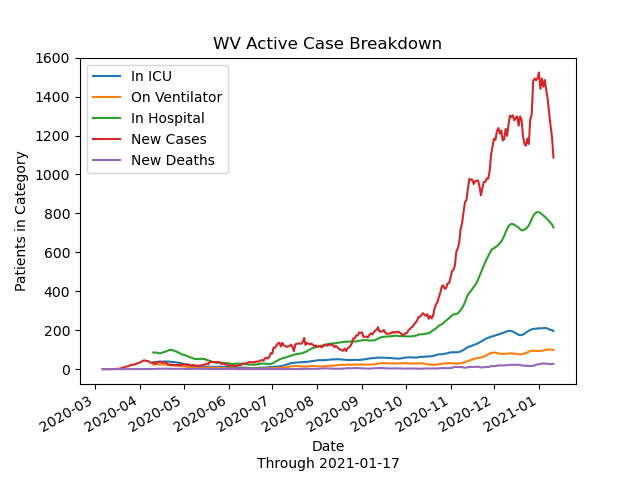 WV Active Case Breakdown
1600
1400
1200
1000
800
600
400
200
0
Patients in Category
In ICU
On Ventilator
In Hospital
New Cases
New Deaths
2020-03
2020-04
2020-05
2020-06
2020-07
2020-08
2020-09
2020-10
2020-11
2020-12
2021-01
Date
Through 2021-01-17